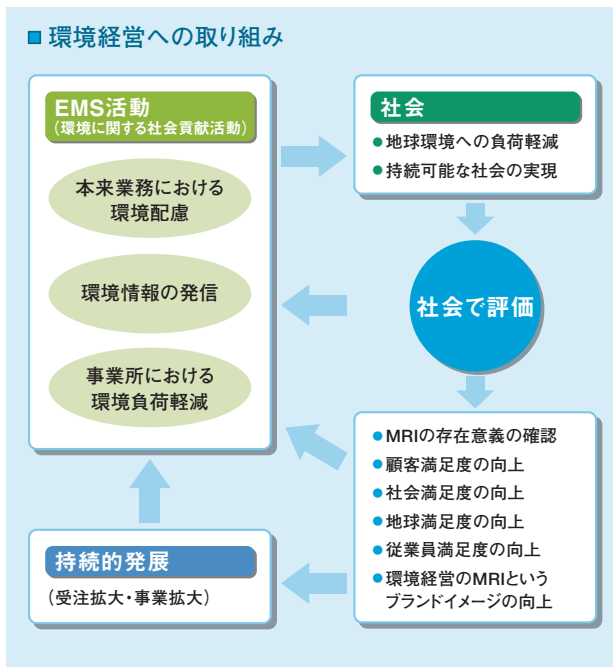 環境経営への取り組み
EMS活動
(環境に関する社会貢献活動)
本来業務における
環境配慮
環境情報の発信
事業所における
環境負荷軽減
社会
●地球環境への負荷軽減
●持続可能な社会の実現
社会で評価
●MRIの存在意義の確認
●顧客満足度の向上
●社会満足度の向上
●地球満足度の向上
●従業員満足度の向上
●環境経営のMRIという
ブランドイメージの向上
持続的発展
(受注拡大・事業拡大)